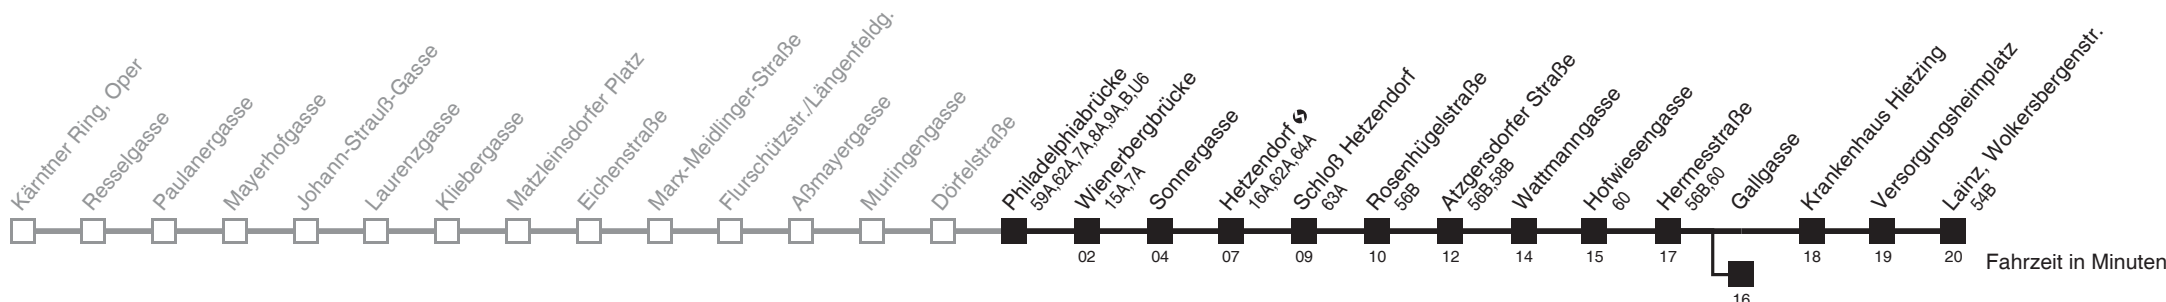 Kärntner Ring, Oper
Resselgasse
Paulanergasse
Mayerhofgasse
Johann-Strauß-Gasse
Laurenzgasse
Kliebergasse
Matzleinsdorfer Platz
Eichenstraße
Marx-Meidlinger-Straße
Flurschützstr./Längenfeldg.
Aßmayergasse
Murlingengasse
Dörfelstraße
Philadelphiabrücke
59A,62A,7A,8A,9A,B,U6
Wienerbergbrücke
15A,7A
Sonnergasse
Hetzendorf
16A,62A,64A
Schloß Hetzendorf
63A
Rosenhügelstraße
56B
Atzgersdorfer Straße
56B,58B
Wattmanngasse
Hofwiesengasse
60
Hermesstraße
56B,60
Gallgasse
Krankenhaus Hietzing
Versorgungsheimplatz
Lainz, Wolkersbergenstr.
54B
02 04 07 09 10 12 14 15 17 18 19 20
Fahrzeit in Minuten
16